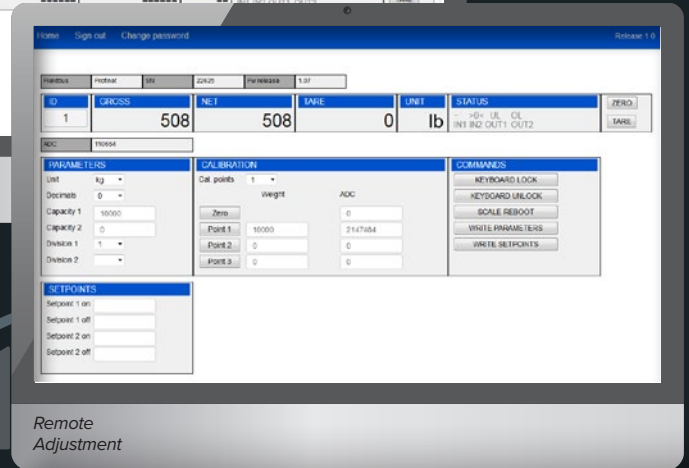 Home Sign out Change password Release 1.0
Fieldbus Profinet SN 22625 Fw release 1.07
ID GROSS NET TARE UNIT STATUS ZERO
1 508 508 0 lb - >0< UL OL
IN1 IN2 OUT1 OUT2 TARE
ADC 110664
PARAMETERS CALIBRATION COMMANDS
Unit kg Cal. points 1 KEYBOARD LOCK
Decimals 0 Weight ADC KEYBOARD UNLOCK
Capacity 1 10000 Zero 0 SCALE REBOOT
Capacity 2 0 Point 1 10000 2147484 WRITE PARAMETERS
Division 1 1 Point 2 0 0 WRITE SETPOINTS
Division 2 Point 3 0 0
SETPOINTS
Setpoint 1 on
Setpoint 1 off
Setpoint 2 on
Setpoint 2 off
Remote
Adjustment